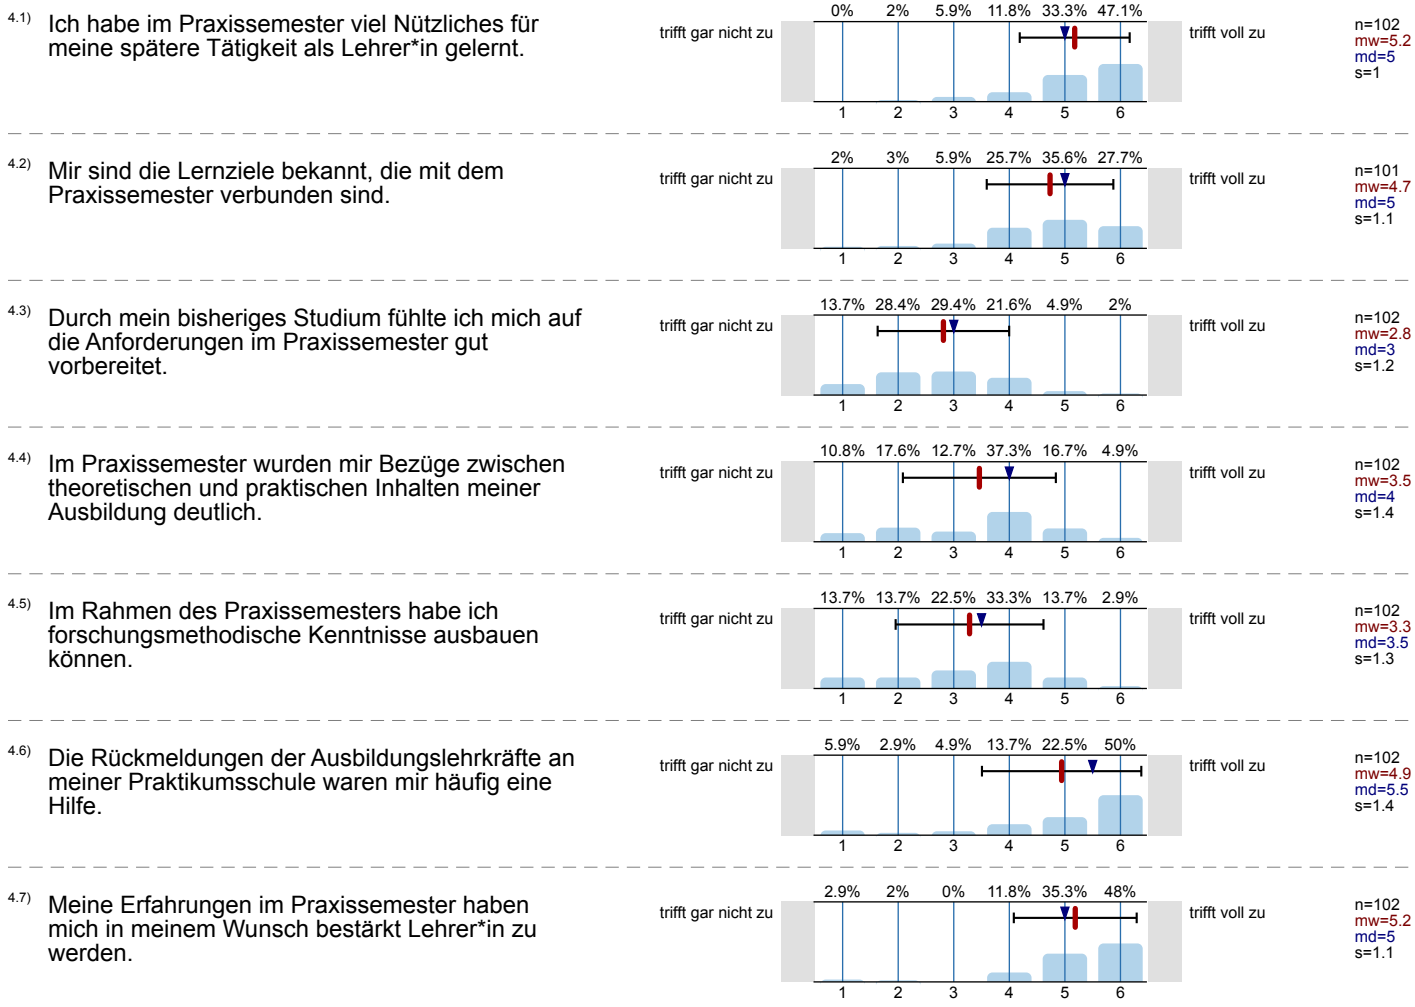 4.1) Ich habe im Praxissemester viel Nützliches für
meine spätere Tätigkeit als Lehrer*in gelernt.
trifft gar nicht zu
0% 2% 5.9% 11.8% 33.3% 47.1%
1 2 3 4 5 6
trifft voll zu
n=102
mw=5.2
md=5
s=1
4.2) Mir sind die Lernziele bekannt, die mit dem
Praxissemester verbunden sind.
trifft gar nicht zu
2% 3% 5.9% 25.7% 35.6% 27.7%
1 2 3 4 5 6
trifft voll zu
n=101
mw=4.7
md=5
s=1.1
4.3) Durch mein bisheriges Studium fühlte ich mich auf
die Anforderungen im Praxissemester gut
vorbereitet.
trifft gar nicht zu
13.7% 28.4% 29.4% 21.6% 4.9% 2%
1 2 3 4 5 6
trifft voll zu
n=102
mw=2.8
md=3
s=1.2
4.4) Im Praxissemester wurden mir Bezüge zwischen
theoretischen und praktischen Inhalten meiner
Ausbildung deutlich.
trifft gar nicht zu
10.8% 17.6% 12.7% 37.3% 16.7% 4.9%
1 2 3 4 5 6
trifft voll zu
n=102
mw=3.5
md=4
s=1.4
4.5) Im Rahmen des Praxissemesters habe ich
forschungsmethodische Kenntnisse ausbauen
können.
trifft gar nicht zu
13.7% 13.7% 22.5% 33.3% 13.7% 2.9%
1 2 3 4 5 6
trifft voll zu
n=102
mw=3.3
md=3.5
s=1.3
4.6) Die Rückmeldungen der Ausbildungslehrkräfte an
meiner Praktikumsschule waren mir häufig eine
Hilfe.
trifft gar nicht zu
5.9% 2.9% 4.9% 13.7% 22.5% 50%
1 2 3 4 5 6
trifft voll zu
n=102
mw=4.9
md=5.5
s=1.4
4.7) Meine Erfahrungen im Praxissemester haben
mich in meinem Wunsch bestärkt Lehrer*in zu
werden.
trifft gar nicht zu
2.9% 2% 0% 11.8% 35.3% 48%
1 2 3 4 5 6
trifft voll zu
n=102
mw=5.2
md=5
s=1.1